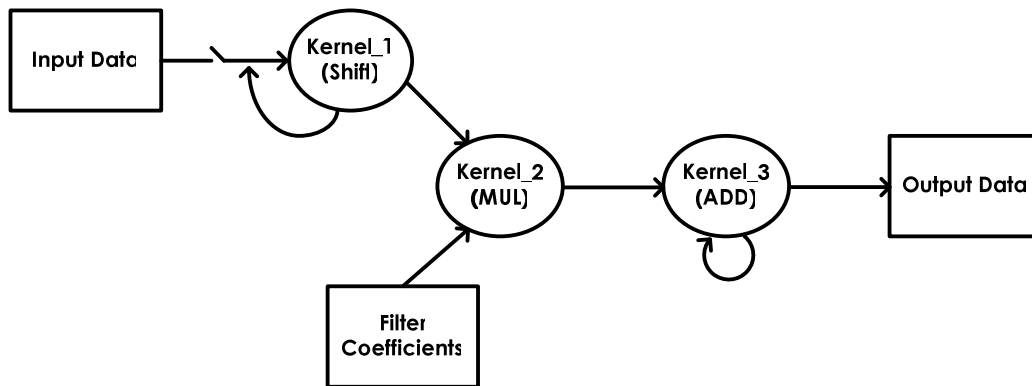 Input Data
Kernel_1
(Shift)
Kernel_2
(MUL)
Kernel_3
(ADD)
Output Data
Filter
Coefficients